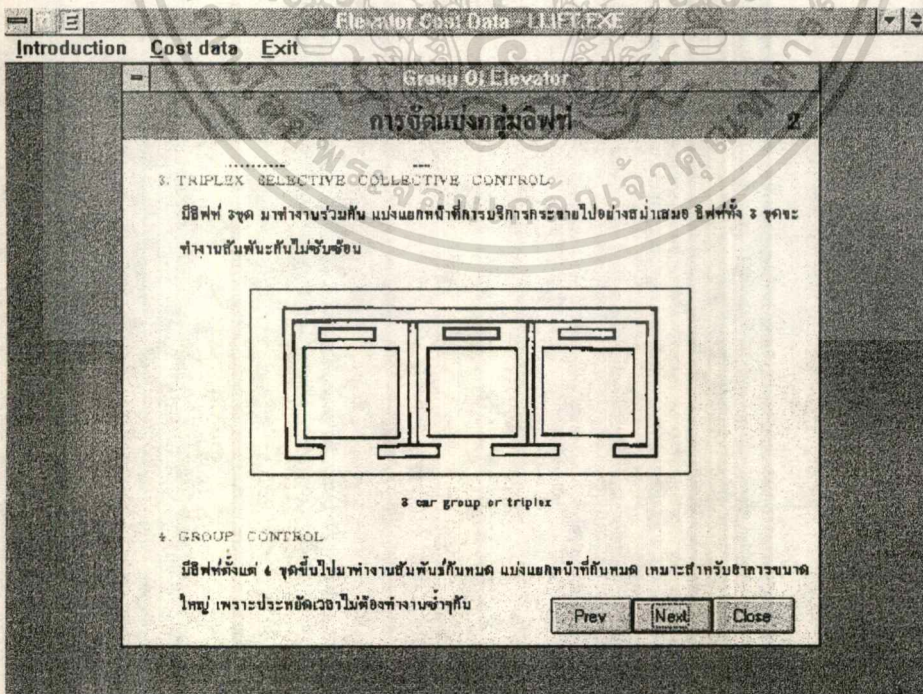 Elevator Cost Data - LLIFT.EXE
Introduction Cost data Exit
Group Of Elevator
การจัดแบ่งกลุ่มลิฟท์ 2
3. TRIPLEX SELECTIVE COLLECTIVE CONTROL
มีลิฟท์ 3ชุด มาทำงานร่วมกัน แบ่งแยกหน้าที่การบริการกระจายไปอย่างสม่ำเสมอ ลิฟท์ทั้ง 3 ชุดจะ
ทำงานสัมพันะกันไม่ซับซ้อน
3 car group or triplex
4. GROUP CONTROL
มีลิฟท์ตั้งแต่ 4 ชุดขึ้นไปมาทำงานสัมพันธ์กันหมด แบ่งแยกหน้าที่กันหมด เหมาะสำหรับอาคารขนาด
ใหญ่ เพราะประหยัดเวลาไม่ต้องทำงานซ้ำๆกัน
Prev Next Close